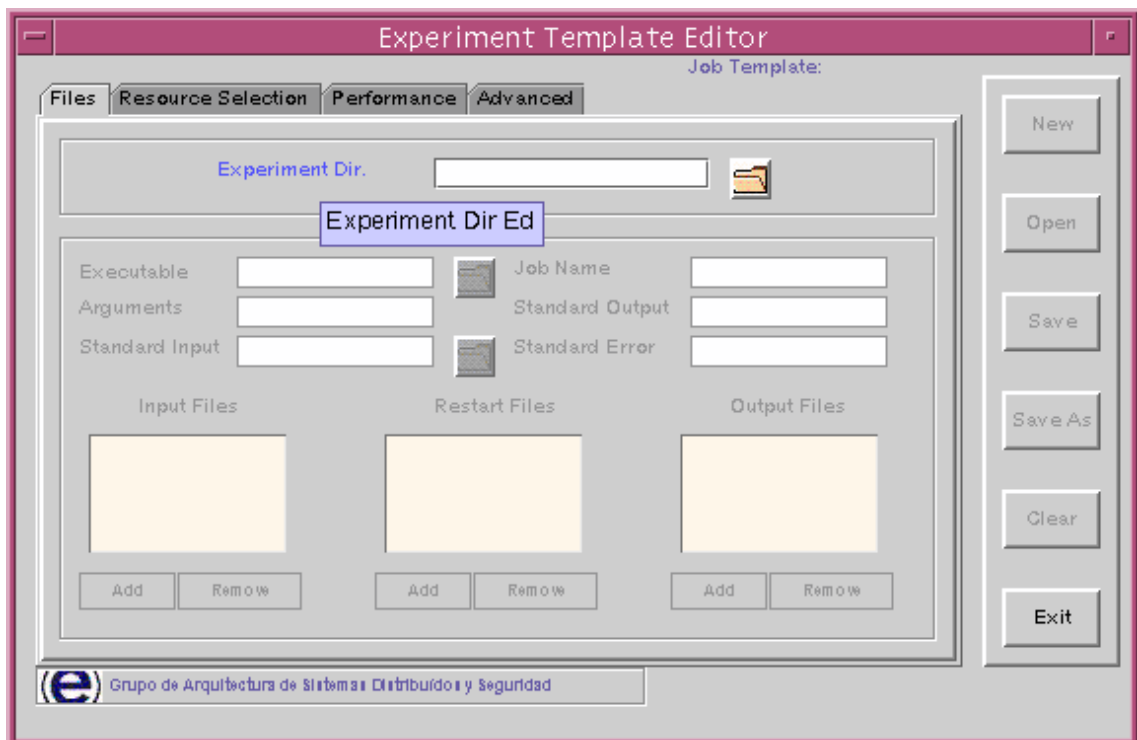 Experiment Template Editor
Job Template:
Files Resource Selection Performance Advanced
New
Experiment Dir.
Experiment Dir Ed
Open
Executable
Job Name
Arguments
Standard Output
Save
Standard Input
Standard Error
Input Files Restart Files Output Files
Save As
Clear
Add Remove Add Remove Add Remove
Exit
(e) Grupo de Arquitectura de Sistemas Distribuídos y Seguridad